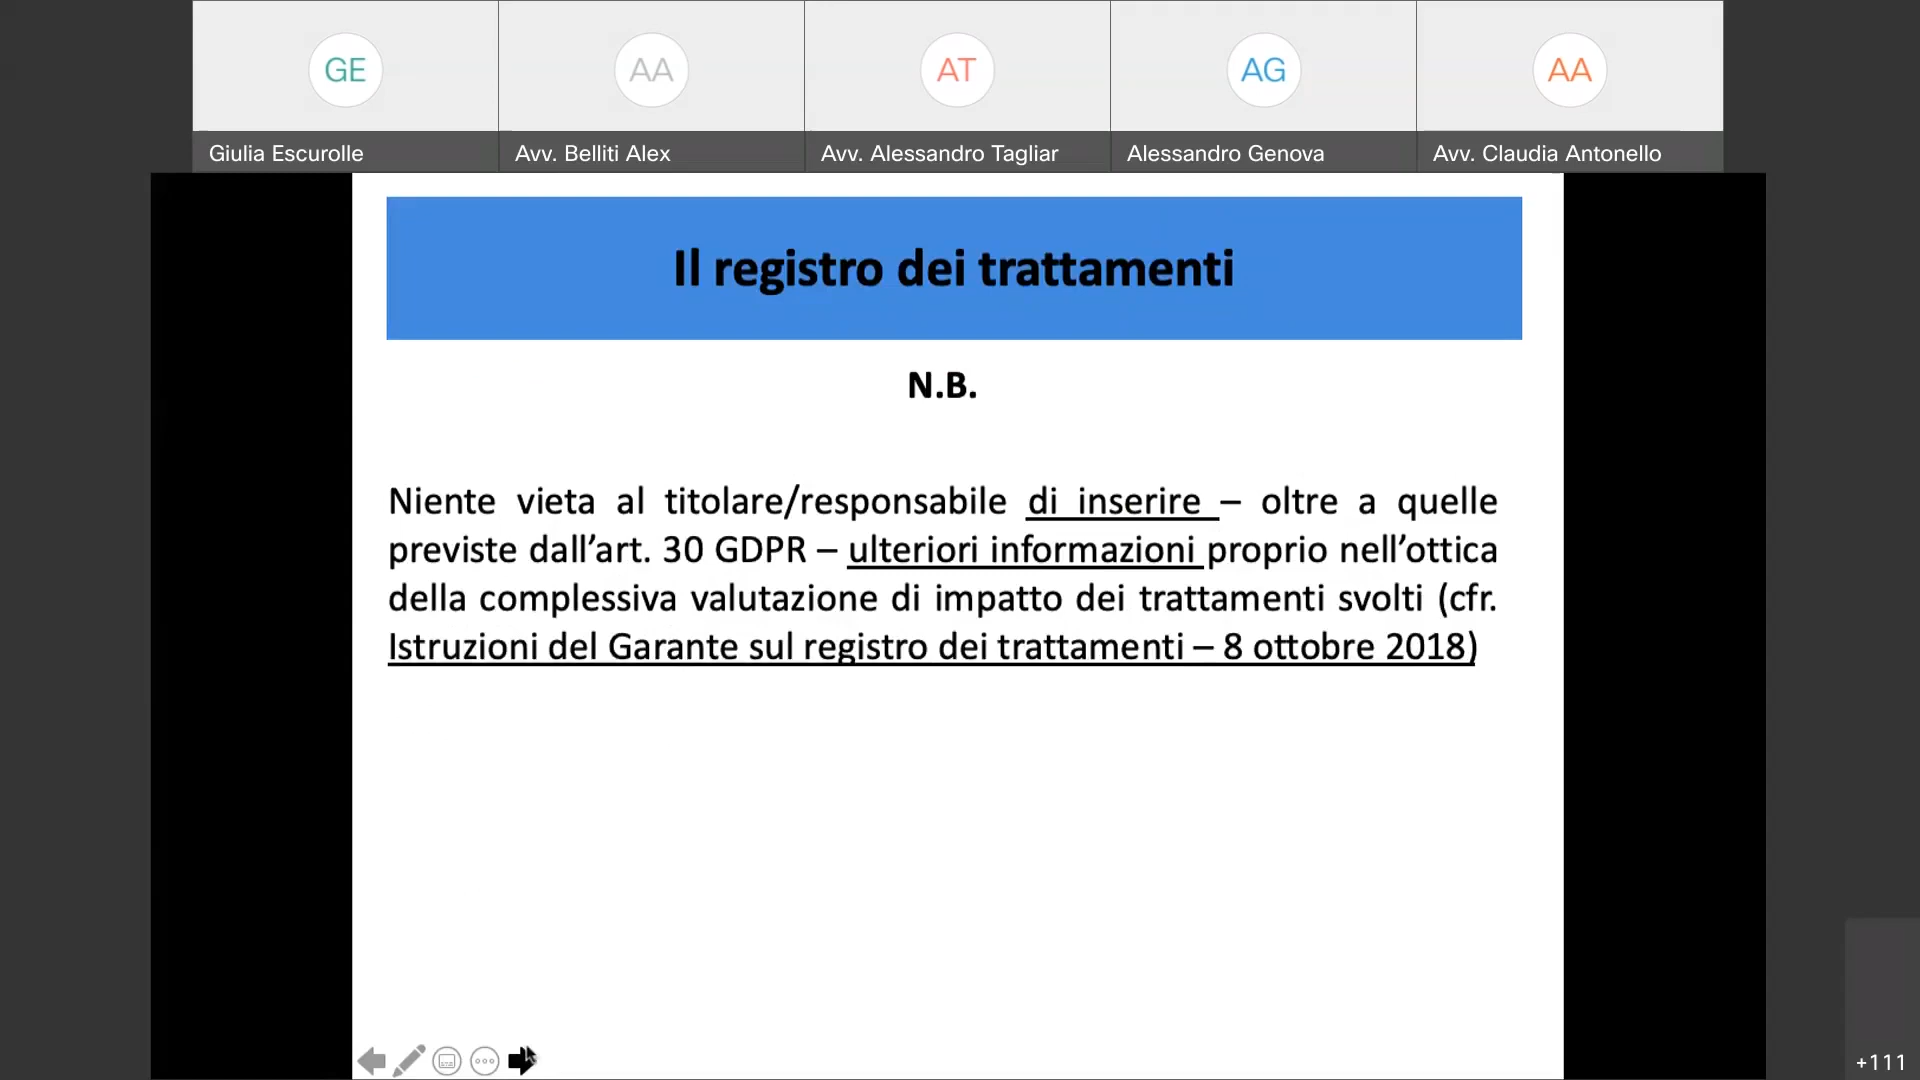 GE
AA
AT
AG
AA
Giulia Escurolle
Avv. Belliti Alex
Avv. Alessandro Tagliar
Alessandro Genova
Avv. Claudia Antonello
Il registro dei trattamenti
N.B.
Niente vieta al titolare/responsabile di inserire – oltre a quelle
previste dall’art. 30 GDPR – ulteriori informazioni proprio nell’ottica
della complessiva valutazione di impatto dei trattamenti svolti (cfr.
Istruzioni del Garante sul registro dei trattamenti – 8 ottobre 2018)
+111